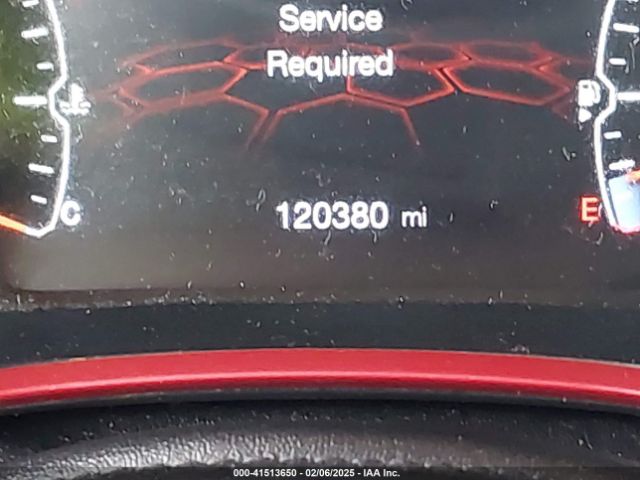 Service
Required
C
120380 mi
E
000-41513650 - 02/06/2025 - IAA Inc.